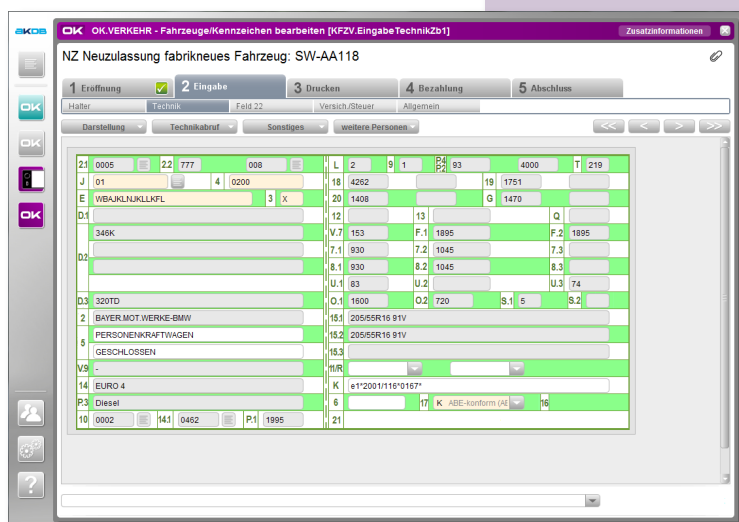 akdb OK OK.VERKEHR - Fahrzeuge/Kennzeichen bearbeiten [KFZV.EingabeTechnikZb1] Zusatzinformationen
NZ Neuzulassung fabrikneues Fahrzeug: SW-AA118
1 Eröffnung 2 Eingabe 3 Drucken 4 Bezahlung 5 Abschluss
Halter Technik Feld 22 Versich./Steuer Allgemein
Darstellung Technikabruf Sonstiges weitere Personen << < > >>
OK
OK
OK
2.1 0005 2.2 777 008 L 2 9 1 P.4 P.2 93 4000 T 219
J 01 4 0200 18 4262 19 1751
E WBAJKLNJKLLKFL 3 X 20 1408 G 1470
D.1 12 13 Q
346K V.7 153 F.1 1895 F.2 1895
D.2 7.1 930 7.2 1045 7.3
8.1 930 8.2 1045 8.3
U.1 83 U.2 U.3 74
D.3 320TD O.1 1600 O.2 720 S.1 5 S.2
2 BAYER.MOT.WERKE-BMW 15.1 205/55R16 91V
5 PERSONENKRAFTWAGEN 15.2 205/55R16 91V
GESCHLOSSEN 15.3
V.9 - 11/R
14 EURO 4 K e1*2001/116*0167*
P.3 Diesel 6 17 K ABE-konform (AE 16
10 0002 14.1 0462 P.1 1995 21
?